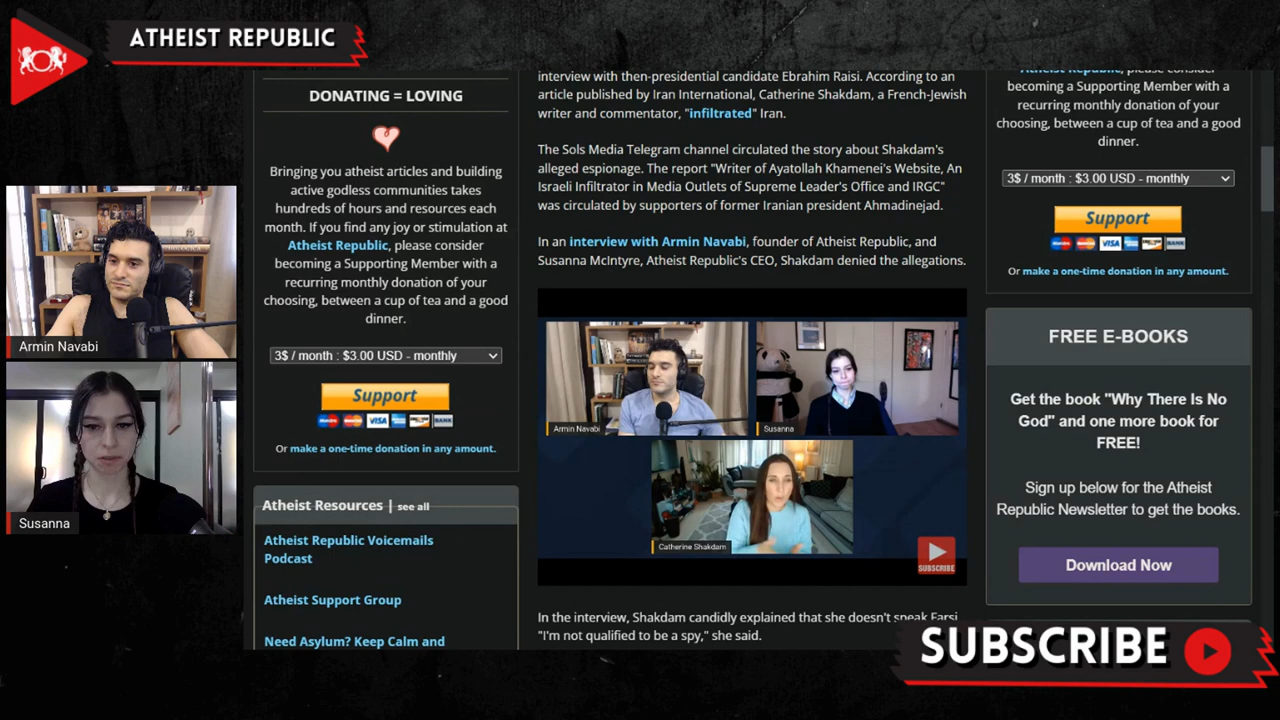 ATHEIST REPUBLIC
Armin Navabi
Susanna
DONATING = LOVING
Bringing you atheist articles and building
active godless communities takes
hundreds of hours and resources each
month. If you find any joy or stimulation at
Atheist Republic, please consider
becoming a Supporting Member with a
recurring monthly donation of your
choosing, between a cup of tea and a good
dinner.
3$ / month : $3.00 USD - monthly
Support
VISA
BANK
Or make a one-time donation in any amount.
Atheist Resources | see all
Atheist Republic Voicemails
Podcast
Atheist Support Group
Need Asylum? Keep Calm and
interview with then-presidential candidate Ebrahim Raisi. According to an
article published by Iran International, Catherine Shakdam, a French-Jewish
writer and commentator, "infiltrated" Iran.
The Sols Media Telegram channel circulated the story about Shakdam's
alleged espionage. The report "Writer of Ayatollah Khamenei's Website, An
Israeli Infiltrator in Media Outlets of Supreme Leader's Office and IRGC"
was circulated by supporters of former Iranian president Ahmadinejad.
In an interview with Armin Navabi, founder of Atheist Republic, and
Susanna McIntyre, Atheist Republic's CEO, Shakdam denied the allegations.
Armin Navabi
Susanna
Catherine Shakdam
SUBSCRIBE
In the interview, Shakdam candidly explained that she doesn't speak Farsi.
"I'm not qualified to be a spy," she said.
Atheist Republic, please consider
becoming a Supporting Member with a
recurring monthly donation of your
choosing, between a cup of tea and a good
dinner.
3$ / month : $3.00 USD - monthly
Support
VISA
BANK
Or make a one-time donation in any amount.
FREE E-BOOKS
Get the book "Why There Is No
God" and one more book for
FREE!
Sign up below for the Atheist
Republic Newsletter to get the books.
Download Now
SUBSCRIBE